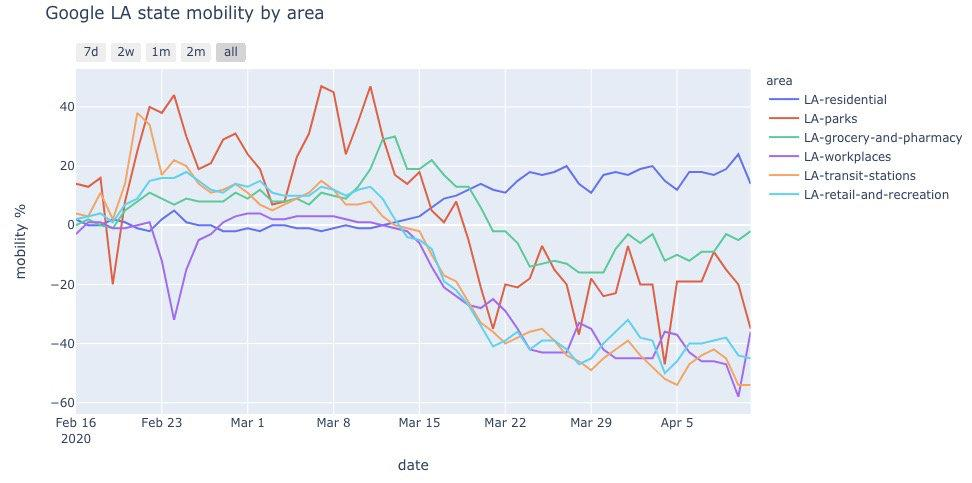 Google LA state mobility by area
7d 2w 1m 2m all
area
LA-residential
LA-parks
LA-grocery-and-pharmacy
LA-workplaces
LA-transit-stations
LA-retail-and-recreation
mobility %
40
20
0
−20
−40
−60
Feb 16 Feb 23 Mar 1 Mar 8 Mar 15 Mar 22 Mar 29 Apr 5
2020
date